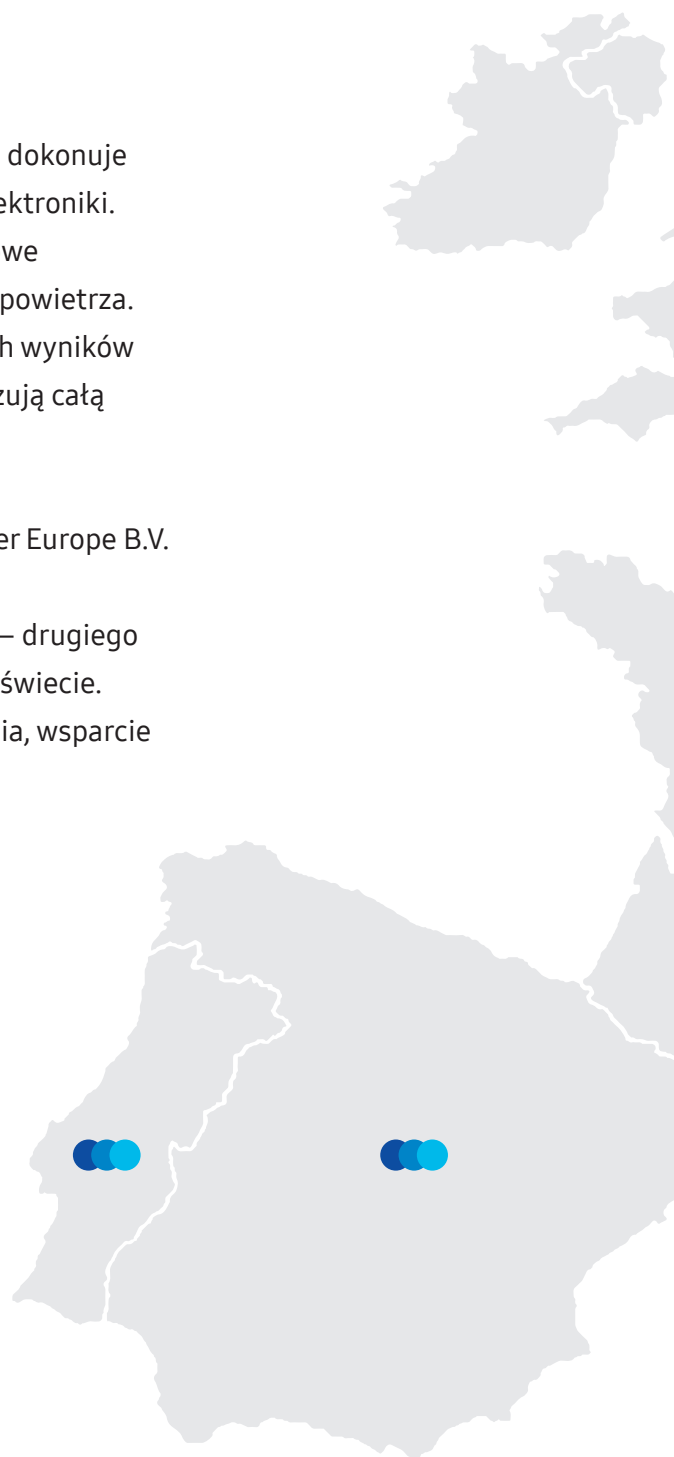 dokonuje
ektroniki.
we
powietrza.
h wyników
zują całą
er Europe B.V.
– drugiego
świecie.
ia, wsparcie